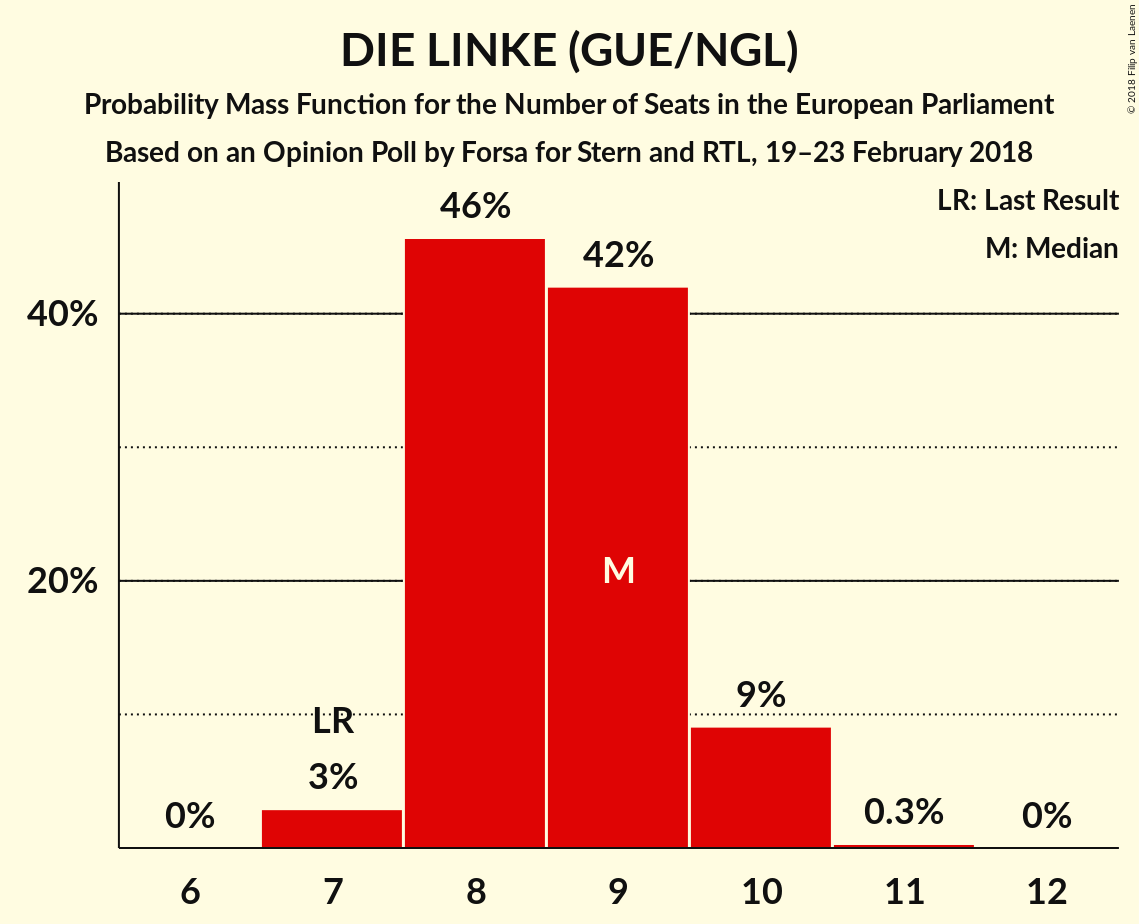 DIE LINKE (GUE/NGL)
Probability Mass Function for the Number of Seats in the European Parliament
Based on an Opinion Poll by Forsa for Stern and RTL, 19–23 February 2018
© 2018 Filip van Laenen
LR: Last Result
M: Median
46%
42%
40%
M
20%
9%
LR
3%
0%
0.3%
0%
6 7 8 9 10 11 12